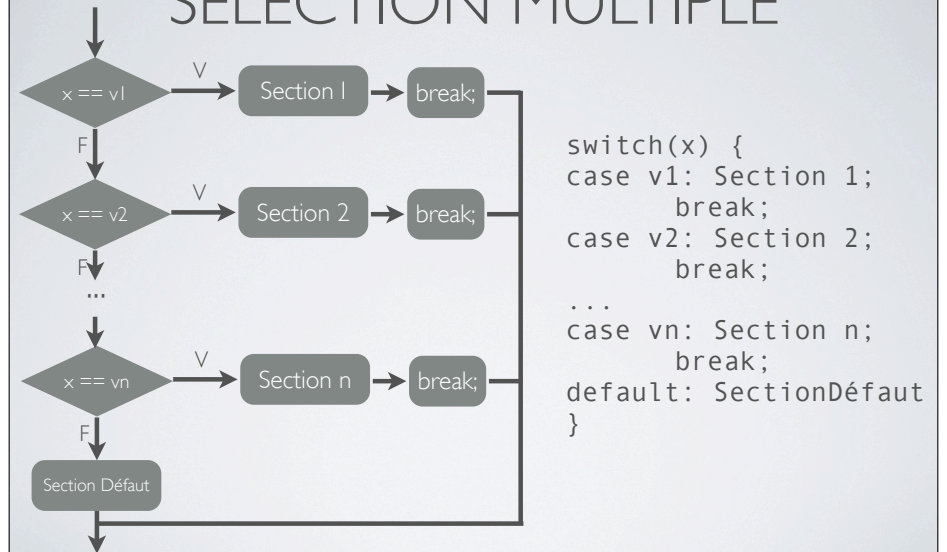 SÉLECTION MULTIPLE
x == v1
V
Section 1
break;
F
x == v2
V
Section 2
break;
F
...
x == vn
V
Section n
break;
F
Section Défaut
switch(x) {
case v1: Section 1;
break;
case v2: Section 2;
break;
...
case vn: Section n;
break;
default: SectionDéfaut
}